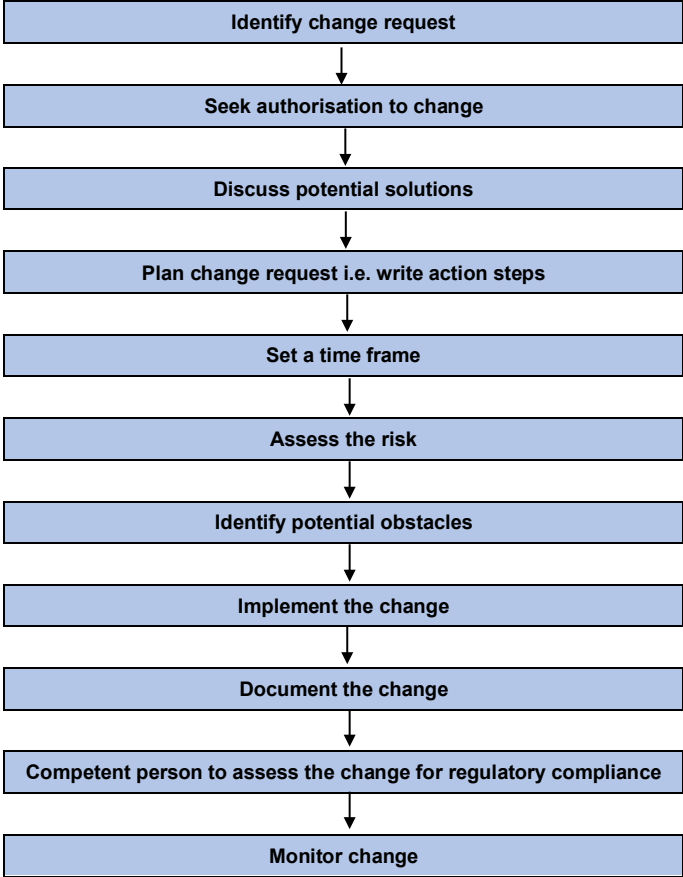 Identify change request
Seek authorisation to change
Discuss potential solutions
Plan change request i.e. write action steps
Set a time frame
Assess the risk
Identify potential obstacles
Implement the change
Document the change
Competent person to assess the change for regulatory compliance
Monitor change